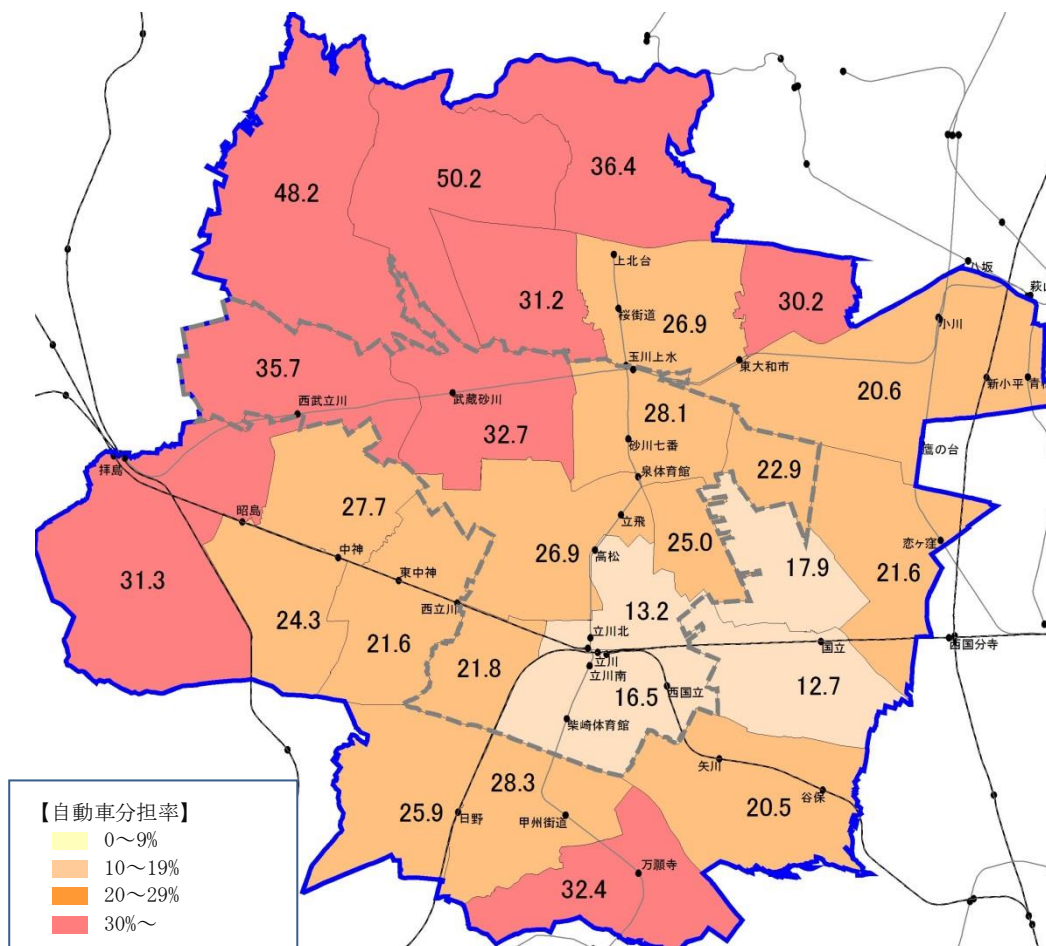 36.4
50.2
48.2
上北台
八坂
31.2
30.2
萩山
桜街道
26.9
小川
玉川上水
東大和市
35.7
20.6
新小平
西武立川
武蔵砂川
28.1
32.7
砂川七番
鷹の台
22.9
拝島
泉体育館
27.7
昭島
立飛
25.0
恋ヶ窪
26.9
高松
中神
17.9
31.3
東中神
21.6
西立川
13.2
24.3
立川北
21.6
国立
西国分寺
21.8
立川
立川南
12.7
16.5
西国立
柴崎体育館
矢川
28.3
谷保
25.9
20.5
日野
甲州街道
万願寺
32.4
【自動車分担率】
0～9%
10～19%
20～29%
30%～